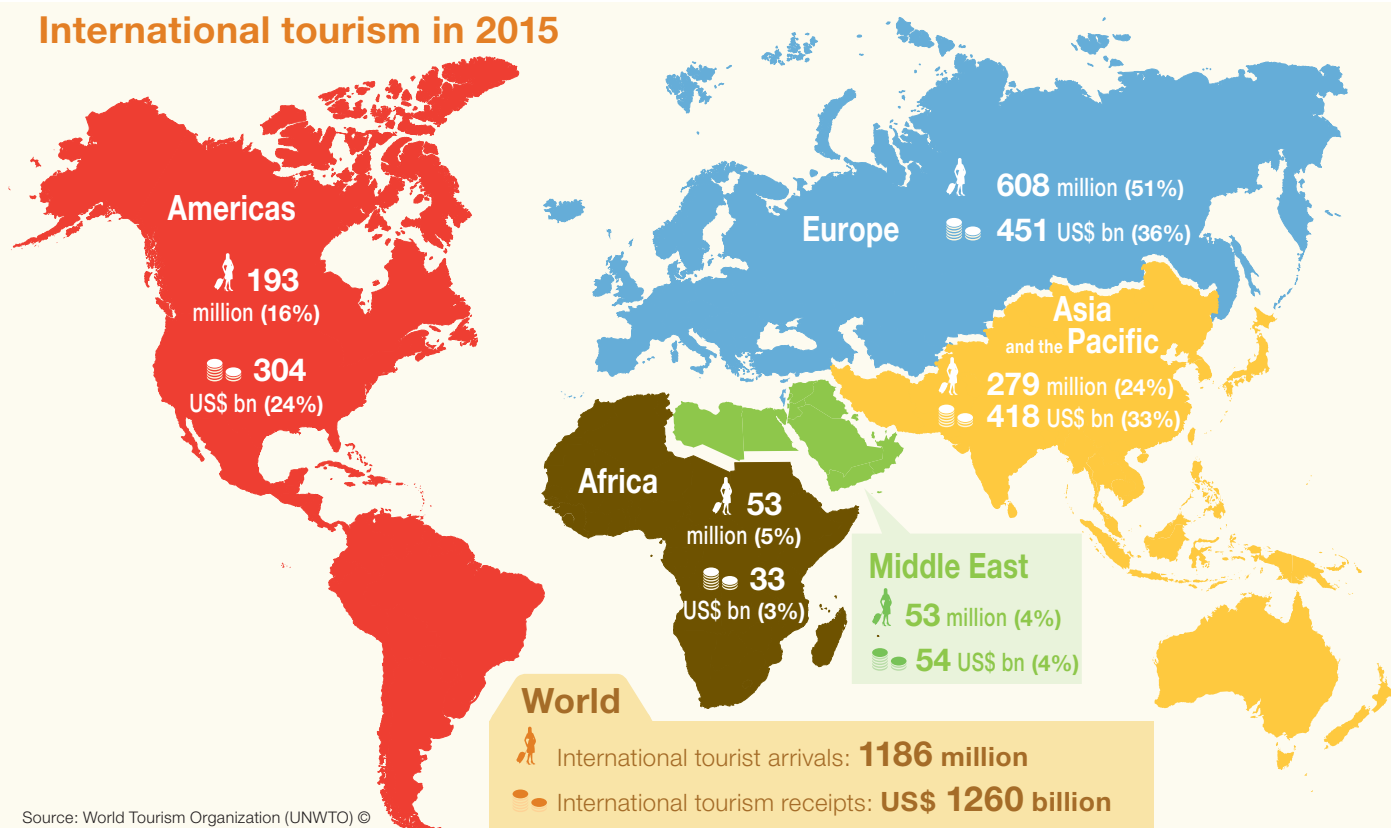 International tourism in 2015
Americas
193
million (16%)
304
US$ bn (24%)
Europe
608 million (51%)
451 US$ bn (36%)
Asia
and the Pacific
279 million (24%)
418 US$ bn (33%)
Africa
53
million (5%)
33
US$ bn (3%)
Middle East
53 million (4%)
54 US$ bn (4%)
World
International tourist arrivals: 1186 million
International tourism receipts: US$ 1260 billion
Source: World Tourism Organization (UNWTO) ©